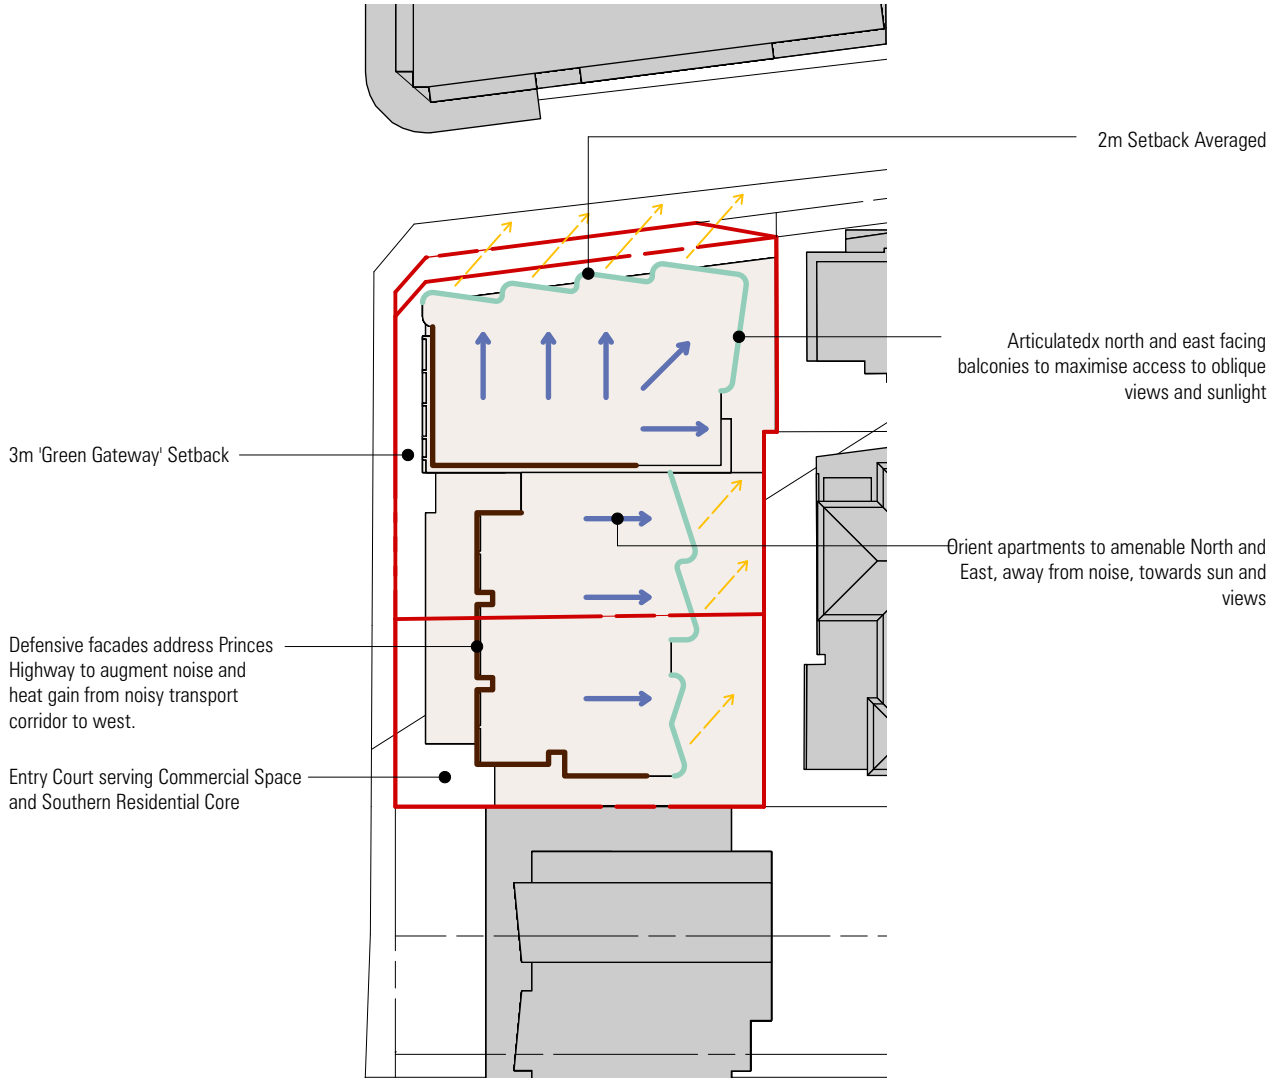 2m Setback Averaged
Articulatedx north and east facing
balconies to maximise access to oblique
views and sunlight
3m 'Green Gateway' Setback
Orient apartments to amenable North and
East, away from noise, towards sun and
views
Defensive facades address Princes
Highway to augment noise and
heat gain from noisy transport
corridor to west.
Entry Court serving Commercial Space
and Southern Residential Core